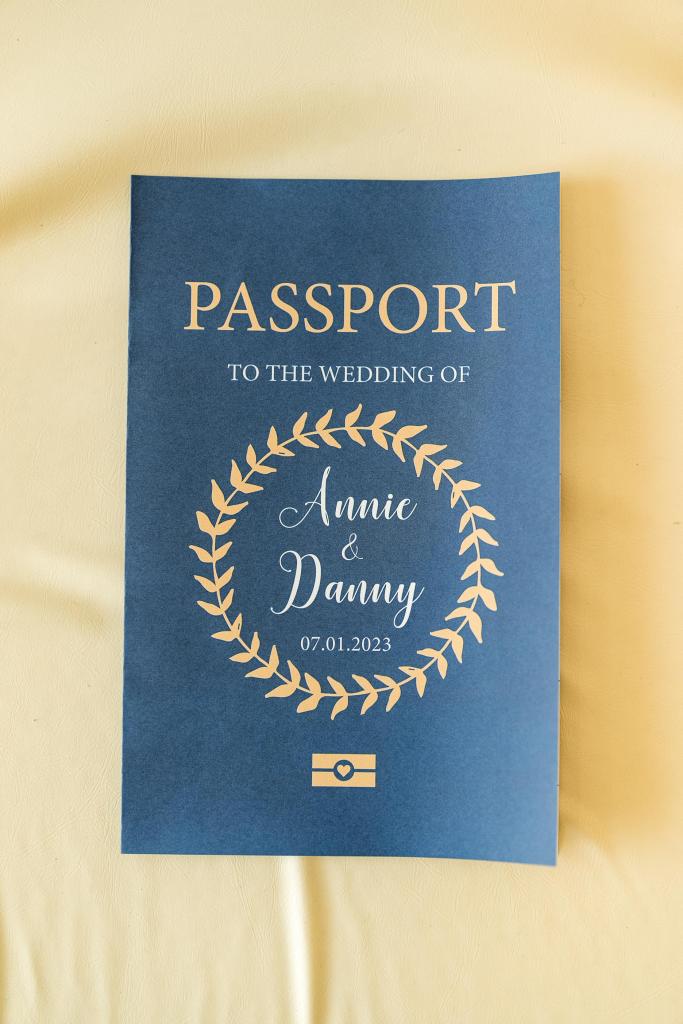 PASSPORT
TO THE WEDDING OF
Annie
&
Danny
07.01.2023